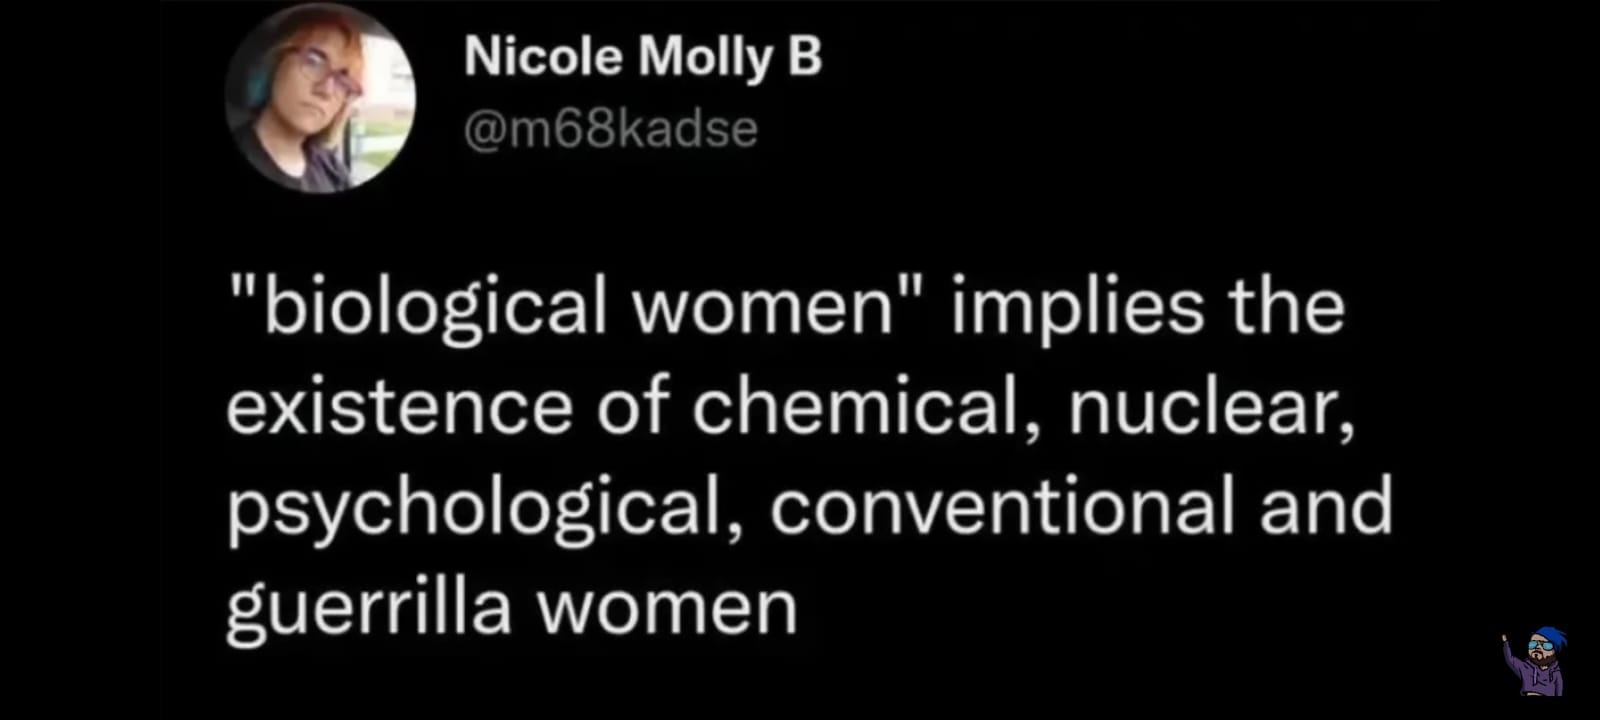 Nicole Molly B
@m68kadse
"biological women" implies the
existence of chemical, nuclear,
psychological, conventional and
guerrilla women